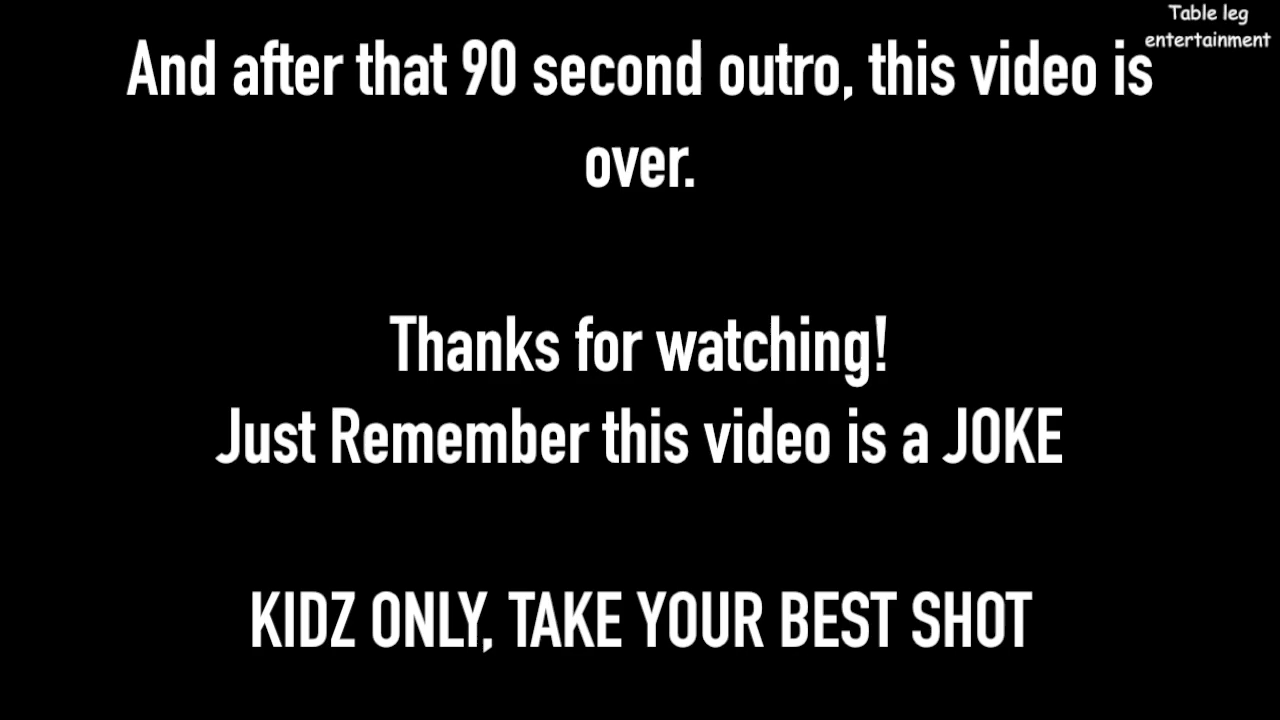 Table leg
entertainment
And after that 90 second outro, this video is
over.
Thanks for watching!
Just Remember this video is a JOKE
KIDZ ONLY, TAKE YOUR BEST SHOT